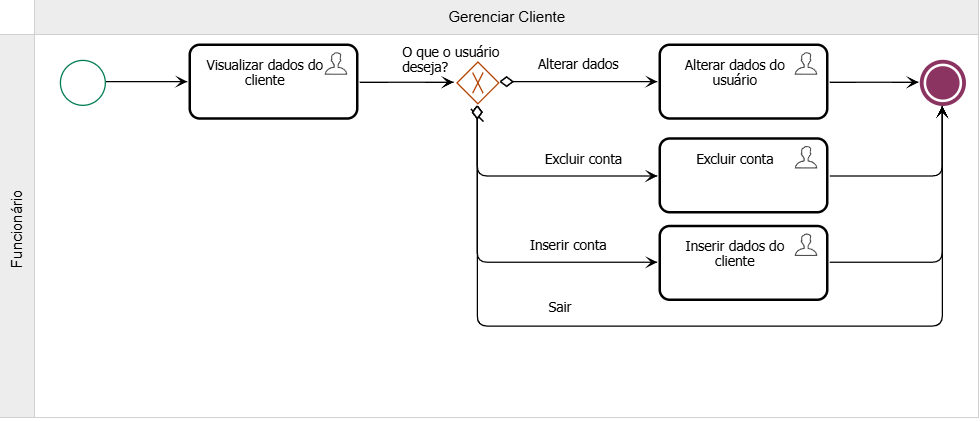 Gerenciar Cliente
Funcionário
Visualizar dados do
cliente
O que o usuário
deseja?
Alterar dados
Alterar dados do
usuário
Excluir conta
Excluir conta
Inserir conta
Inserir dados do
cliente
Sair